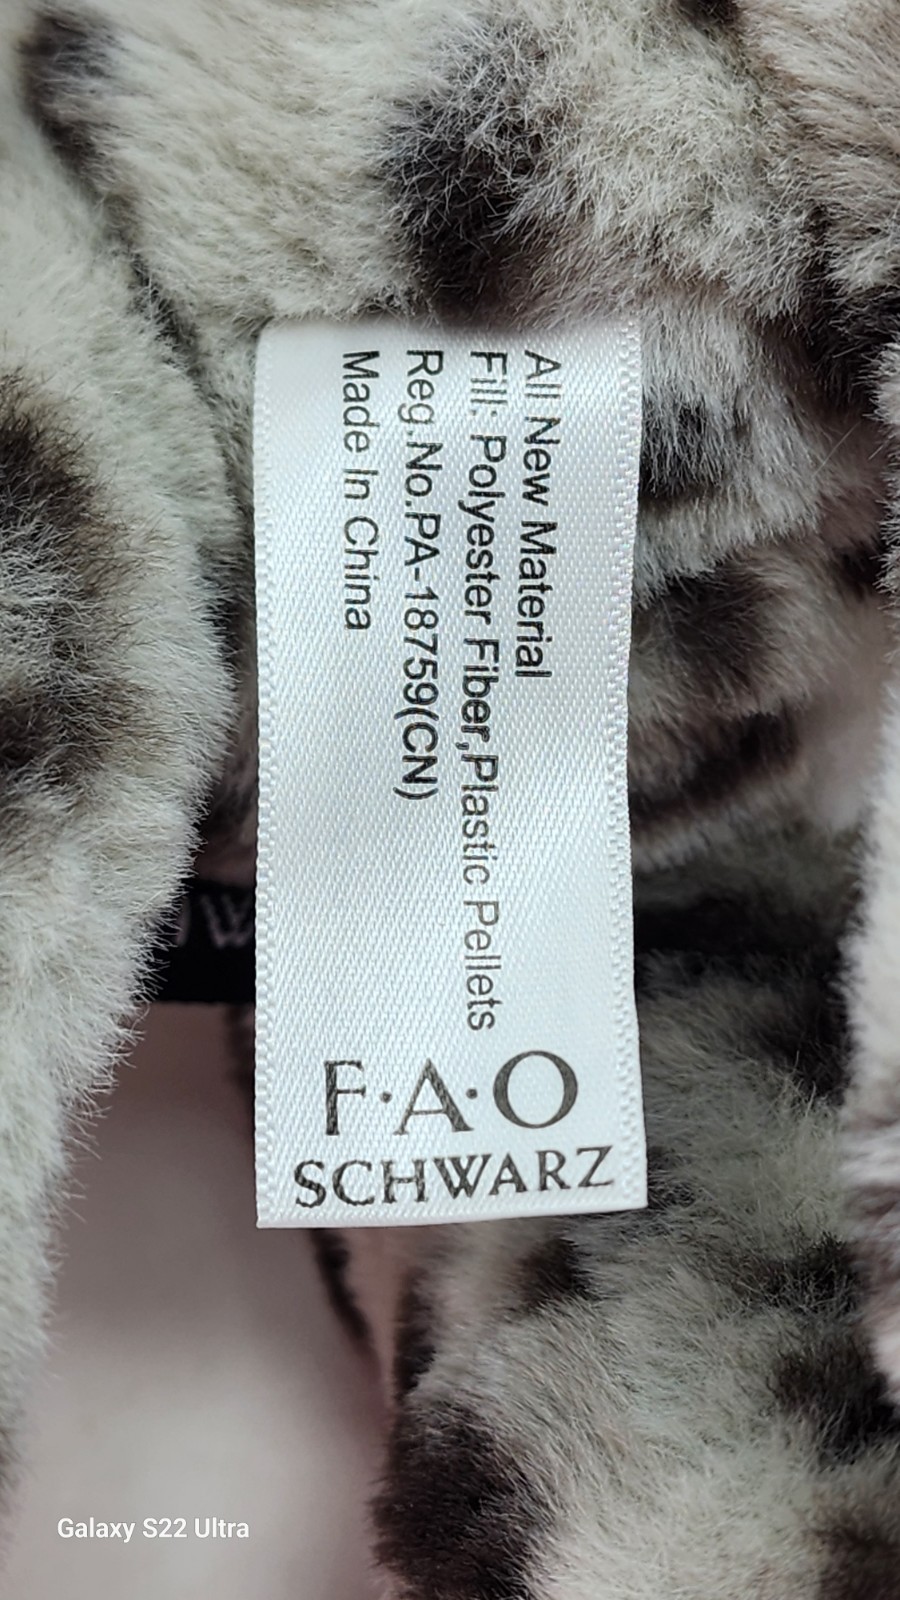 All New Material
Fill: Polyester Fiber,Plastic Pellets
Reg.No.PA-18759(CN)
Made In China
F·A·O
SCHWARZ
Galaxy S22 Ultra